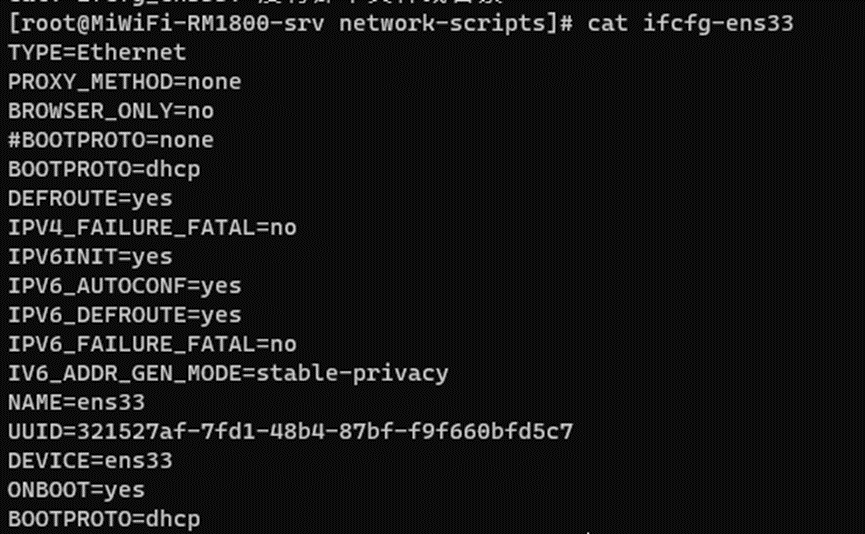 [root@MiWiFi-RM1800-srv network-scripts]# cat ifcfg-ens33
TYPE=Ethernet
PROXY_METHOD=none
BROWSER_ONLY=no
#BOOTPROTO=none
BOOTPROTO=dhcp
DEFROUTE=yes
IPV4_FAILURE_FATAL=no
IPV6INIT=yes
IPV6_AUTOCONF=yes
IPV6_DEFROUTE=yes
IPV6_FAILURE_FATAL=no
IV6_ADDR_GEN_MODE=stable-privacy
NAME=ens33
UUID=321527af-7fd1-48b4-87bf-f9f660bfd5c7
DEVICE=ens33
ONBOOT=yes
BOOTPROTO=dhcp